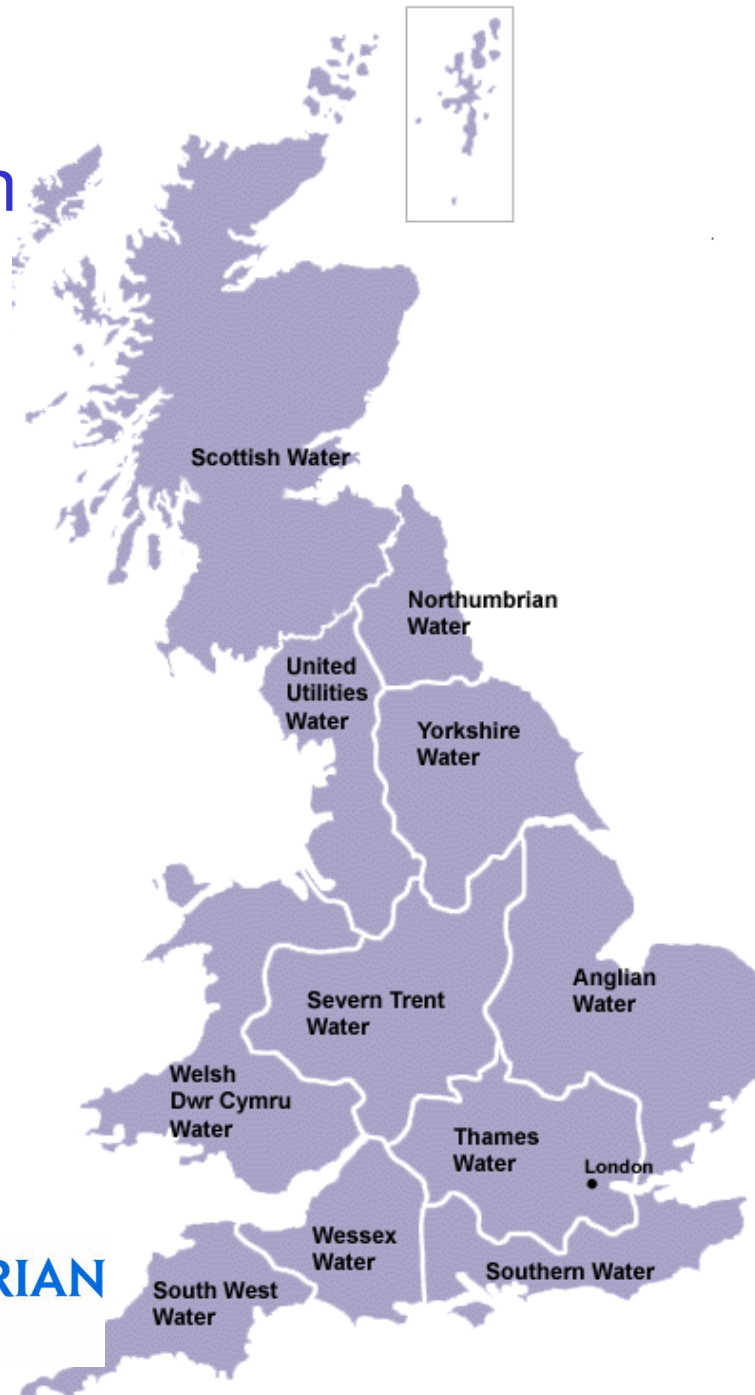 n
Scottish Water
Northumbrian
Water
United
Utilities
Water
Yorkshire
Water
Anglian
Water
Severn Trent
Water
Welsh
Dwr Cymru
Water
Thames
Water
London
Wessex
Water
Southern Water
RIAN
South West
Water